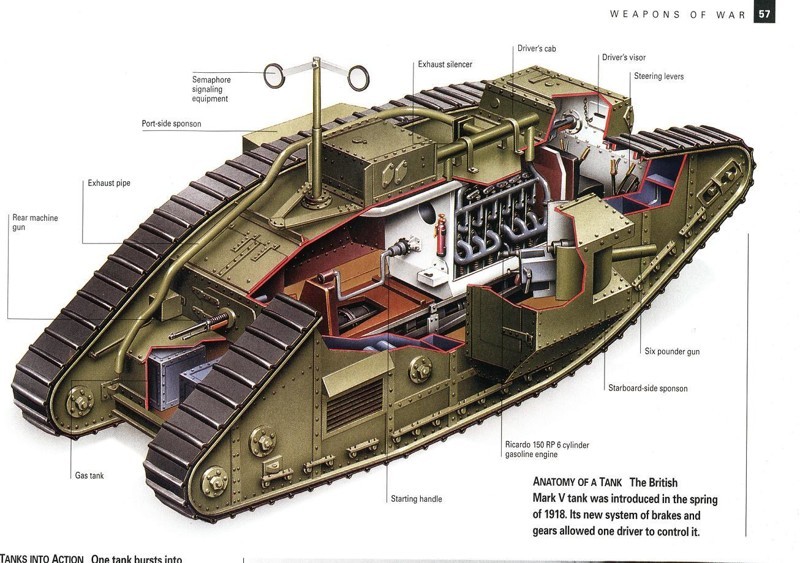 WEAPONS OF WAR 57
Driver's cab
Driver's visor
Exhaust silencer
Steering levers
Semaphore
signaling
equipment
Port-side sponson
Exhaust pipe
Rear machine
gun
Six pounder gun
Starboard-side sponson
Ricardo 150 RP 6 cylinder
gasoline engine
Gas tank
Starting handle
ANATOMY OF A TANK The British
Mark V tank was introduced in the spring
of 1918. Its new system of brakes and
gears allowed one driver to control it.
TANKS INTO ACTION One tank bursts into